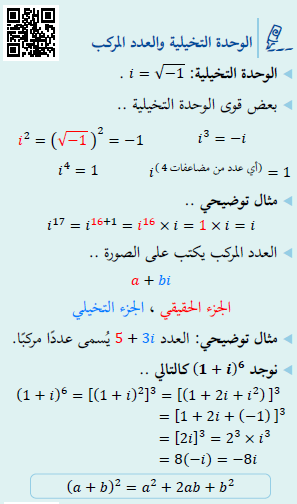 الوحدة التخيلية والعدد المركب
الوحدة التخيلية: i = √−1 .
بعض قوى الوحدة التخيلية ..
i² = (√−1)² = −1    i³ = −i
i⁴ = 1    i^(أي عدد من مضاعفات 4) = 1
مثال توضيحي ..
i¹⁷ = i¹⁶⁺¹ = i¹⁶ × i = 1 × i = i
العدد المركب يكتب على الصورة ..
a + bi
الجزء الحقيقي ، الجزء التخيلي
مثال توضيحي: العدد 5 + 3i يُسمى عددًا مركبًا.
نوجد (1 + i)⁶ كالتالي ..
(1 + i)⁶ = [(1 + i)²]³ = [(1 + 2i + i²) ]³
= [1 + 2i + (−1) ]³
= [2i]³ = 2³ × i³
= 8(−i) = −8i
(a + b)² = a² + 2ab + b²